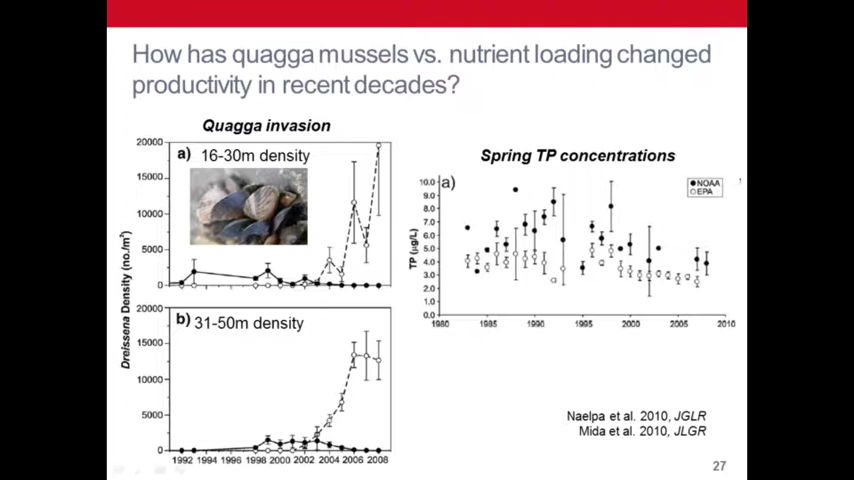 How has quagga mussels vs. nutrient loading changed
productivity in recent decades?
Quagga invasion
a) 16-30m density
20000
15000
10000
5000
0
b) 31-50m density
20000
15000
10000
5000
0
Dreissena Density (no./m²)
1992 1994 1996 1998 2000 2002 2004 2006 2008
Spring TP concentrations
a)
NOAA
EPA
10.0
9.0
8.0
7.0
6.0
5.0
4.0
3.0
2.0
1.0
0.0
TP (µg/L)
1980 1985 1990 1995 2000 2005 2010
Naelpa et al. 2010, JGLR
Mida et al. 2010, JLGR
27